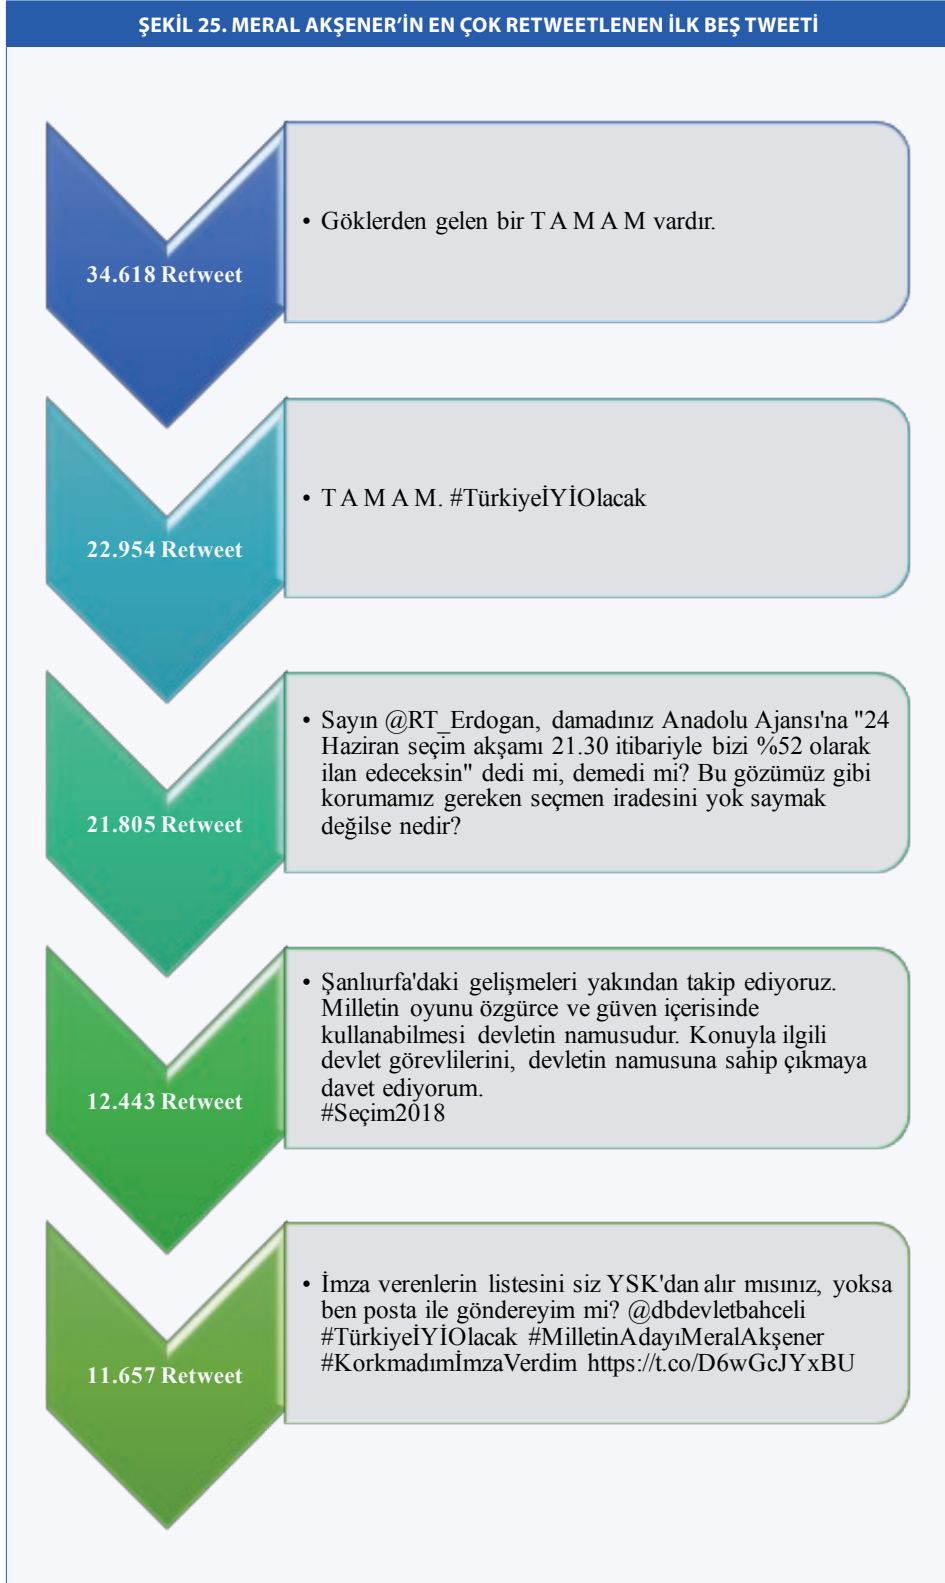 ŞEKİL 25. MERAL AKŞENER’İN EN ÇOK RETWEETLENEN İLK BEŞ TWEETİ
34.618 Retweet
• Göklerden gelen bir T A M A M vardır.
22.954 Retweet
• T A M A M. #TürkiyeİYİOlacak
21.805 Retweet
• Sayın @RT_Erdogan, damadınız Anadolu Ajansı'na "24
Haziran seçim akşamı 21.30 itibariyle bizi %52 olarak
ilan edeceksin" dedi mi, demedi mi? Bu gözümüz gibi
korumamız gereken seçmen iradesini yok saymak
değilse nedir?
12.443 Retweet
• Şanlıurfa'daki gelişmeleri yakından takip ediyoruz.
Milletin oyunu özgürce ve güven içerisinde
kullanabilmesi devletin namusudur. Konuyla ilgili
devlet görevlilerini, devletin namusuna sahip çıkmaya
davet ediyorum.
#Seçim2018
11.657 Retweet
• İmza verenlerin listesini siz YSK'dan alır mısınız, yoksa
ben posta ile göndereyim mi? @dbdevletbahceli
#TürkiyeİYİOlacak #MilletinAdayıMeralAkşener
#KorkmadımİmzaVerdim https://t.co/D6wGcJYxBU